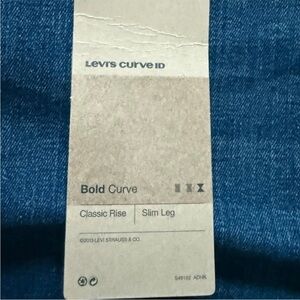 Levi's curve ID
Bold Curve
Classic Rise Slim Leg
©2013 LEVI STRAUSS & CO.